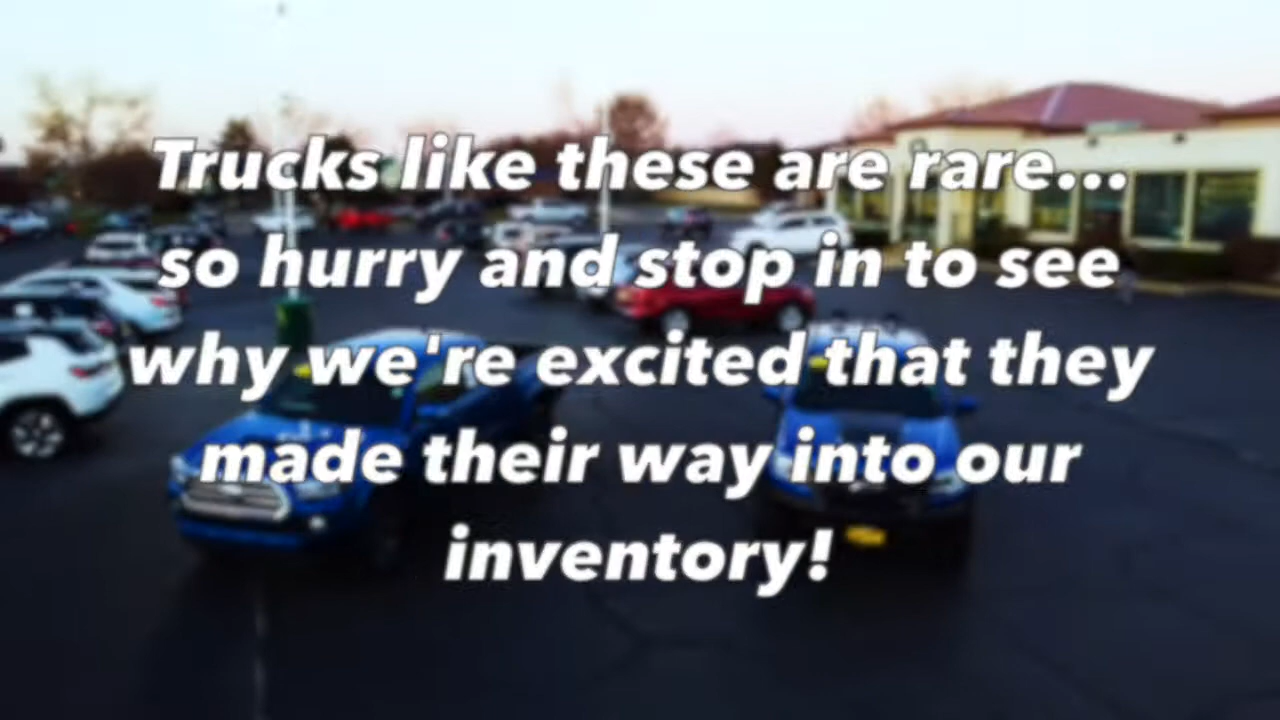 Trucks like these are rare...
so hurry and stop in to see
why we're excited that they
made their way into our
inventory!